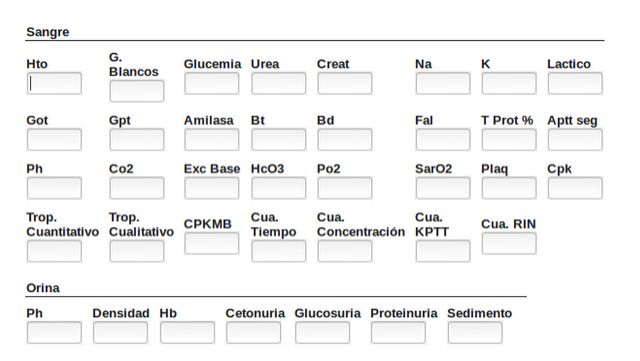 Sangre
Hto G. Blancos Glucemia Urea Creat Na K Lactico
Got Gpt Amilasa Bt Bd Fal T Prot % Aptt seg
Ph Co2 Exc Base HcO3 Po2 SarO2 Plaq Cpk
Trop. Cuantitativo Trop. Cualitativo CPKMB Cua. Tiempo Cua. Concentración Cua. KPTT Cua. RIN
Orina
Ph Densidad Hb Cetonuria Glucosuria Proteinuria Sedimento